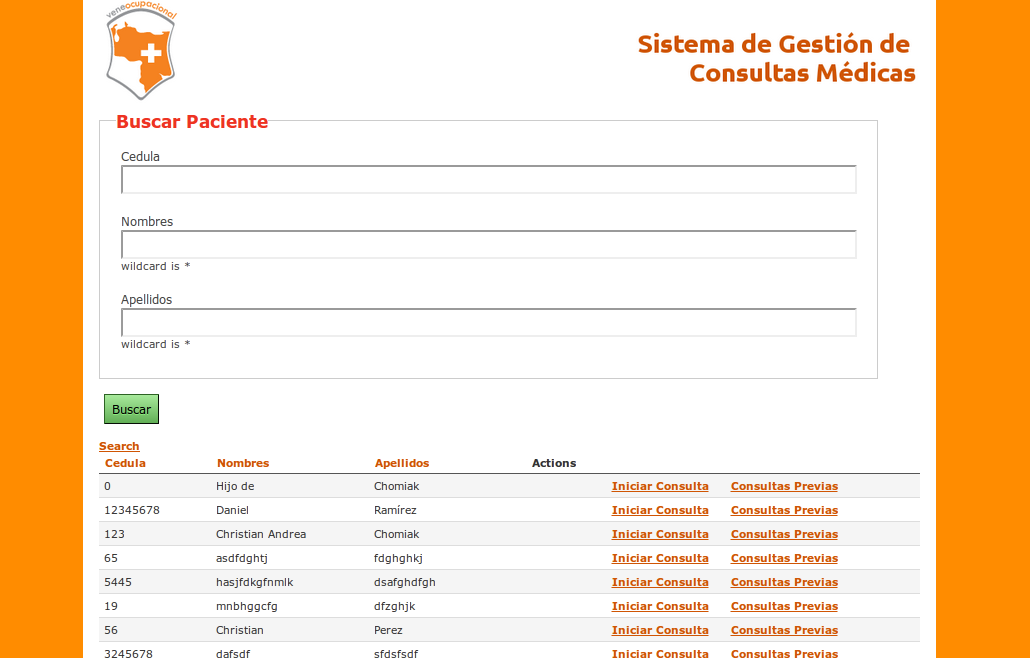 veneocupacional
Sistema de Gestión de
Consultas Médicas
Buscar Paciente
Cedula
Nombres
wildcard is *
Apellidos
wildcard is *
Buscar
Search
Cedula Nombres Apellidos Actions
0 Hijo de Chomiak Iniciar Consulta Consultas Previas
12345678 Daniel Ramírez Iniciar Consulta Consultas Previas
123 Christian Andrea Chomiak Iniciar Consulta Consultas Previas
65 asdfdghtj fdghghkj Iniciar Consulta Consultas Previas
5445 hasjfdkgfnmlk dsafghdfgh Iniciar Consulta Consultas Previas
19 mnbhggcfg dfzghjk Iniciar Consulta Consultas Previas
56 Christian Perez Iniciar Consulta Consultas Previas
3245678 dafsdf sfdsfsdf Iniciar Consulta Consultas Previas